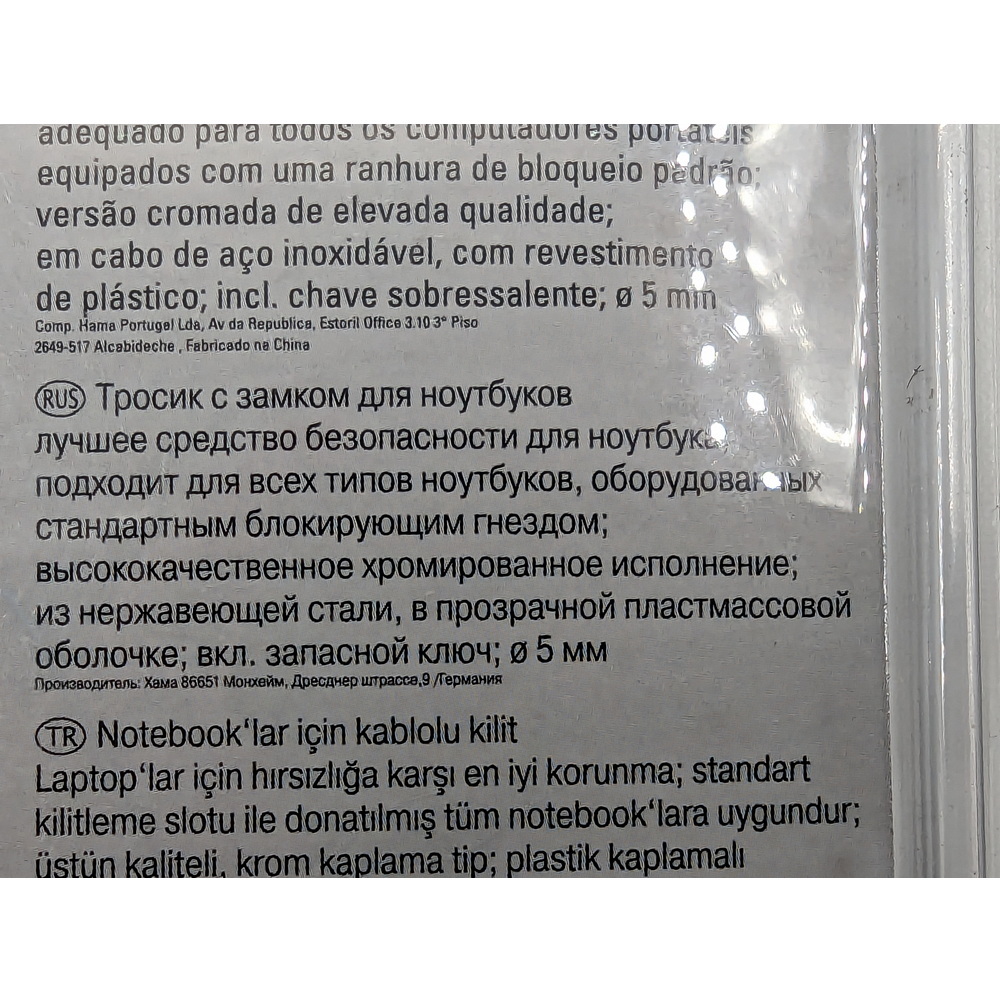 adequado para todos os computadores portáteis
equipados com uma ranhura de bloqueio padrão;
versão cromada de elevada qualidade;
em cabo de aço inoxidável, com revestimento
de plástico; incl. chave sobressalente; ø 5 mm
Comp. Hama Portugal Lda, Av da Republica, Estoril Office 3.10 3° Piso
2649-517 Alcabideche , Fabricado na China
RUS Тросик с замком для ноутбуков
лучшее средство безопасности для ноутбука,
подходит для всех типов ноутбуков, оборудованных
стандартным блокирующим гнездом;
высококачественное хромированное исполнение;
из нержавеющей стали, в прозрачной пластмассовой
оболочке; вкл. запасной ключ; ø 5 мм
Производитель: Хама 86651 Монхейм, Дресднер штрассе,9 /Германия
TR Notebook‘lar için kablolu kilit
Laptop‘lar için hırsızlığa karşı en iyi korunma; standart
kilitleme slotu ile donatılmış tüm notebook‘lara uygundur;
üstün kaliteli, krom kaplama tip; plastik kaplamalı